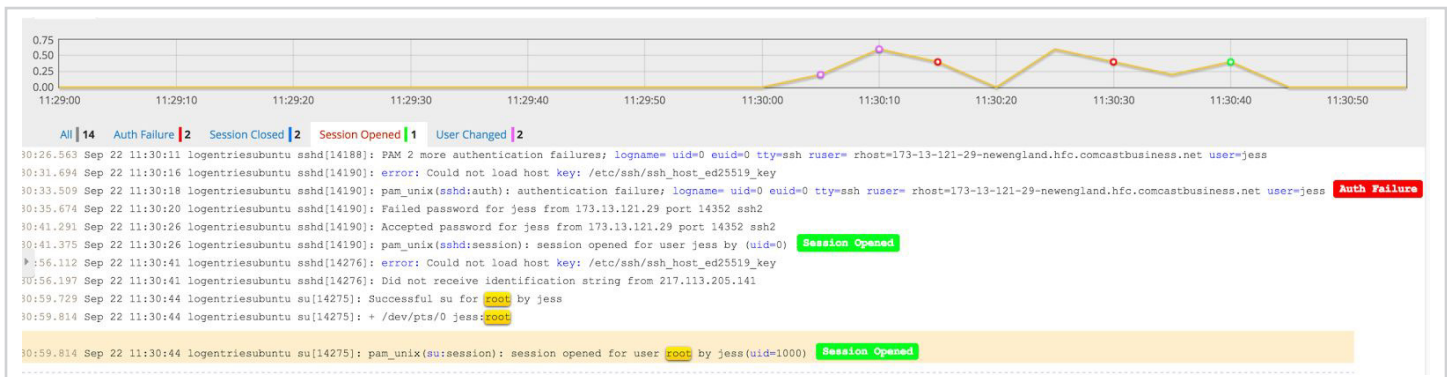 0.75
0.50
0.25
0.00
11:29:00 11:29:10 11:29:20 11:29:30 11:29:40 11:29:50 11:30:00 11:30:10 11:30:20 11:30:30 11:30:40 11:30:50
All 14 Auth Failure 2 Session Closed 2 Session Opened 1 User Changed 2
30:26.563 Sep 22 11:30:11 logentriesubuntu sshd[14188]: PAM 2 more authentication failures; logname= uid=0 euid=0 tty=ssh ruser= rhost=173-13-121-29-newengland.hfc.comcastbusiness.net user=jess
30:31.694 Sep 22 11:30:16 logentriesubuntu sshd[14190]: error: Could not load host key: /etc/ssh/ssh_host_ed25519_key
30:33.509 Sep 22 11:30:18 logentriesubuntu sshd[14190]: pam_unix(sshd:auth): authentication failure; logname= uid=0 euid=0 tty=ssh ruser= rhost=173-13-121-29-newengland.hfc.comcastbusiness.net user=jess Auth Failure
30:35.674 Sep 22 11:30:20 logentriesubuntu sshd[14190]: Failed password for jess from 173.13.121.29 port 14352 ssh2
30:41.291 Sep 22 11:30:26 logentriesubuntu sshd[14190]: Accepted password for jess from 173.13.121.29 port 14352 ssh2
30:41.375 Sep 22 11:30:26 logentriesubuntu sshd[14190]: pam_unix(sshd:session): session opened for user jess by (uid=0) Session Opened
:56.112 Sep 22 11:30:41 logentriesubuntu sshd[14276]: error: Could not load host key: /etc/ssh/ssh_host_ed25519_key
30:56.197 Sep 22 11:30:41 logentriesubuntu sshd[14276]: Did not receive identification string from 217.113.205.141
30:59.729 Sep 22 11:30:44 logentriesubuntu su[14275]: Successful su for root by jess
30:59.814 Sep 22 11:30:44 logentriesubuntu su[14275]: + /dev/pts/0 jess:root
30:59.814 Sep 22 11:30:44 logentriesubuntu su[14275]: pam_unix(su:session): session opened for user root by jess(uid=1000) Session Opened